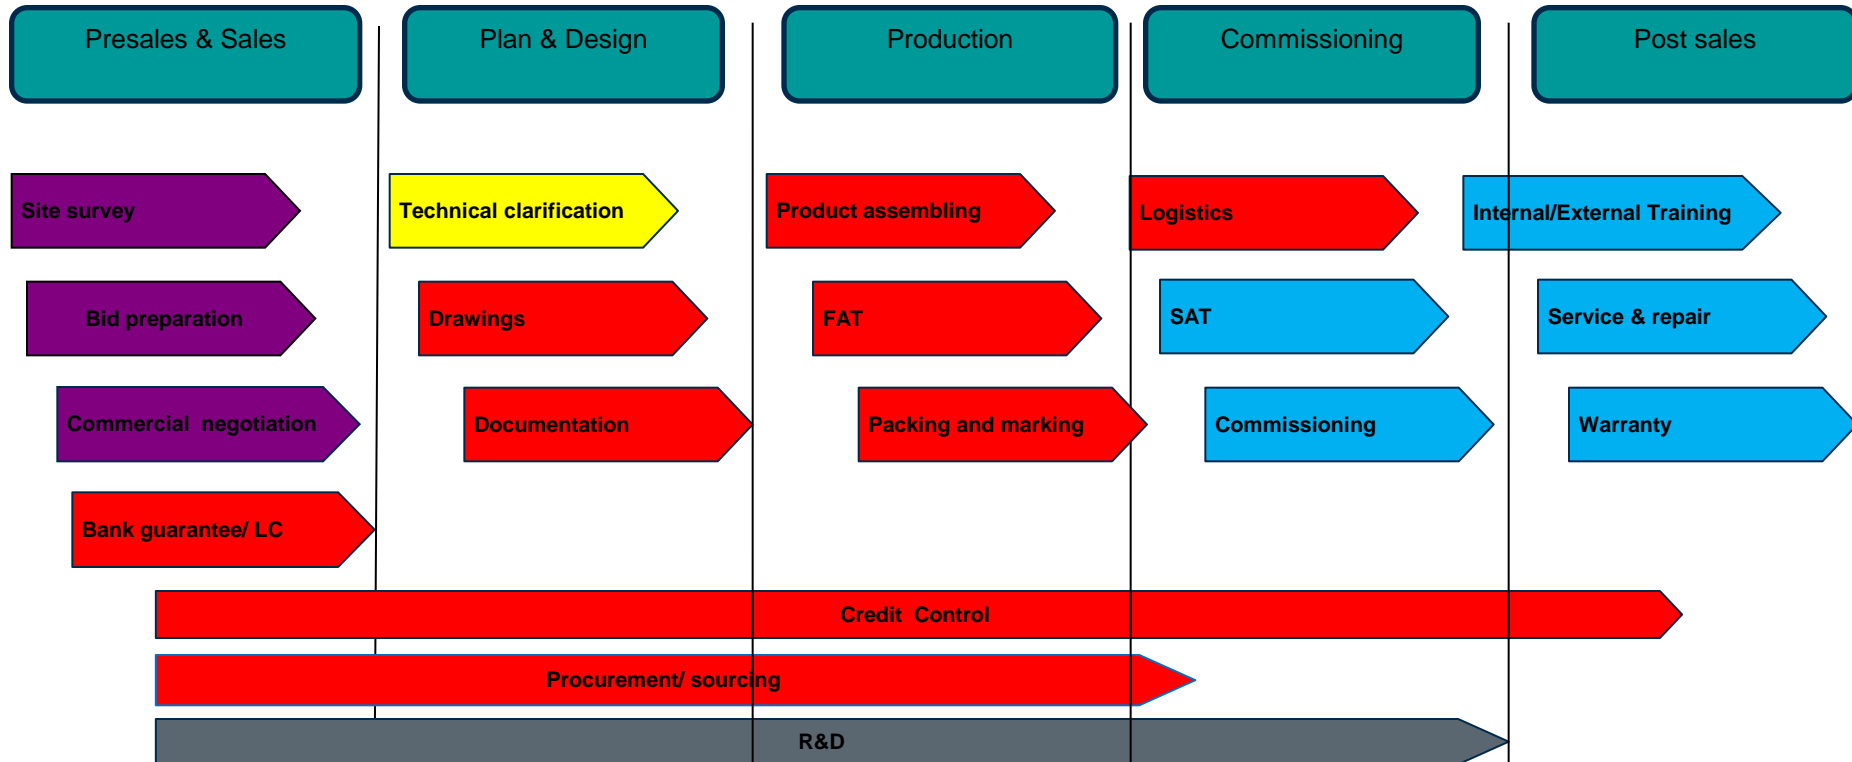 Presales & Sales
Plan & Design
Production
Commissioning
Post sales
Site survey
Technical clarification
Product assembling
Logistics
Internal/External Training
Bid preparation
Drawings
FAT
SAT
Service & repair
Commercial  negotiation
Documentation
Packing and marking
Commissioning
Warranty
Bank guarantee/ LC
Credit  Control
Procurement/ sourcing
R&D